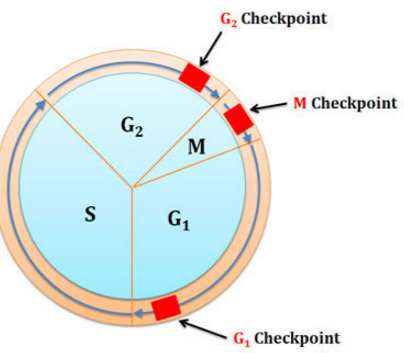 G₂ Checkpoint
M Checkpoint
G₂
M
S
G₁
G₁ Checkpoint